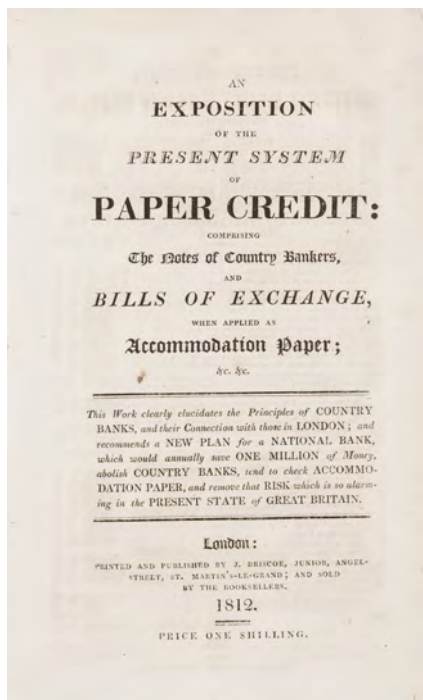 AN
EXPOSITION
OF THE
PRESENT SYSTEM
OF
PAPER CREDIT:
COMPRISING
The Notes of Country Bankers,
AND
BILLS OF EXCHANGE,
WHEN APPLIED AS
Accommodation Paper;
&c. &c.
This Work clearly elucidates the Principles of COUNTRY
BANKS, and their Connection with those in LONDON; and
recommends a NEW PLAN for a NATIONAL BANK,
which would annually save ONE MILLION of Money,
abolish COUNTRY BANKS, tend to check ACCOMMO-
DATION PAPER, and remove that RISK which is so alarm-
ing in the PRESENT STATE of GREAT BRITAIN.
London:
PRINTED AND PUBLISHED BY J. BRISCOE, JUNIOR, ANGEL-
STREET, ST. MARTIN'S-LE-GRAND; AND SOLD
BY THE BOOKSELLERS.
1812.
PRICE ONE SHILLING.